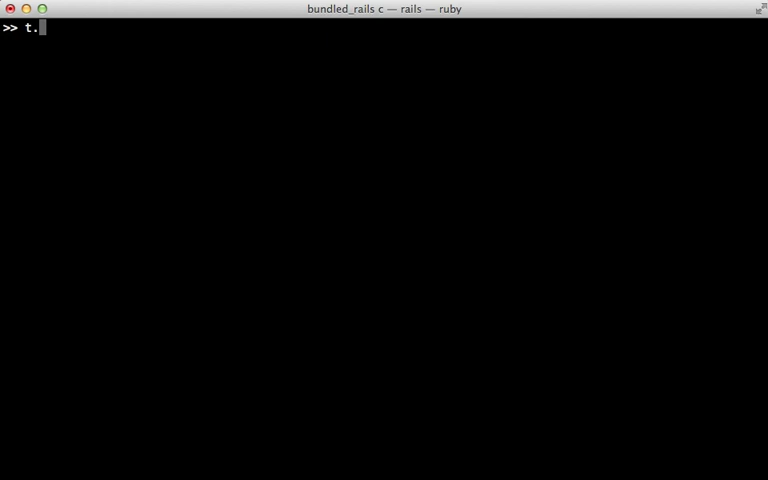 bundled_rails c — rails — ruby
>> t.